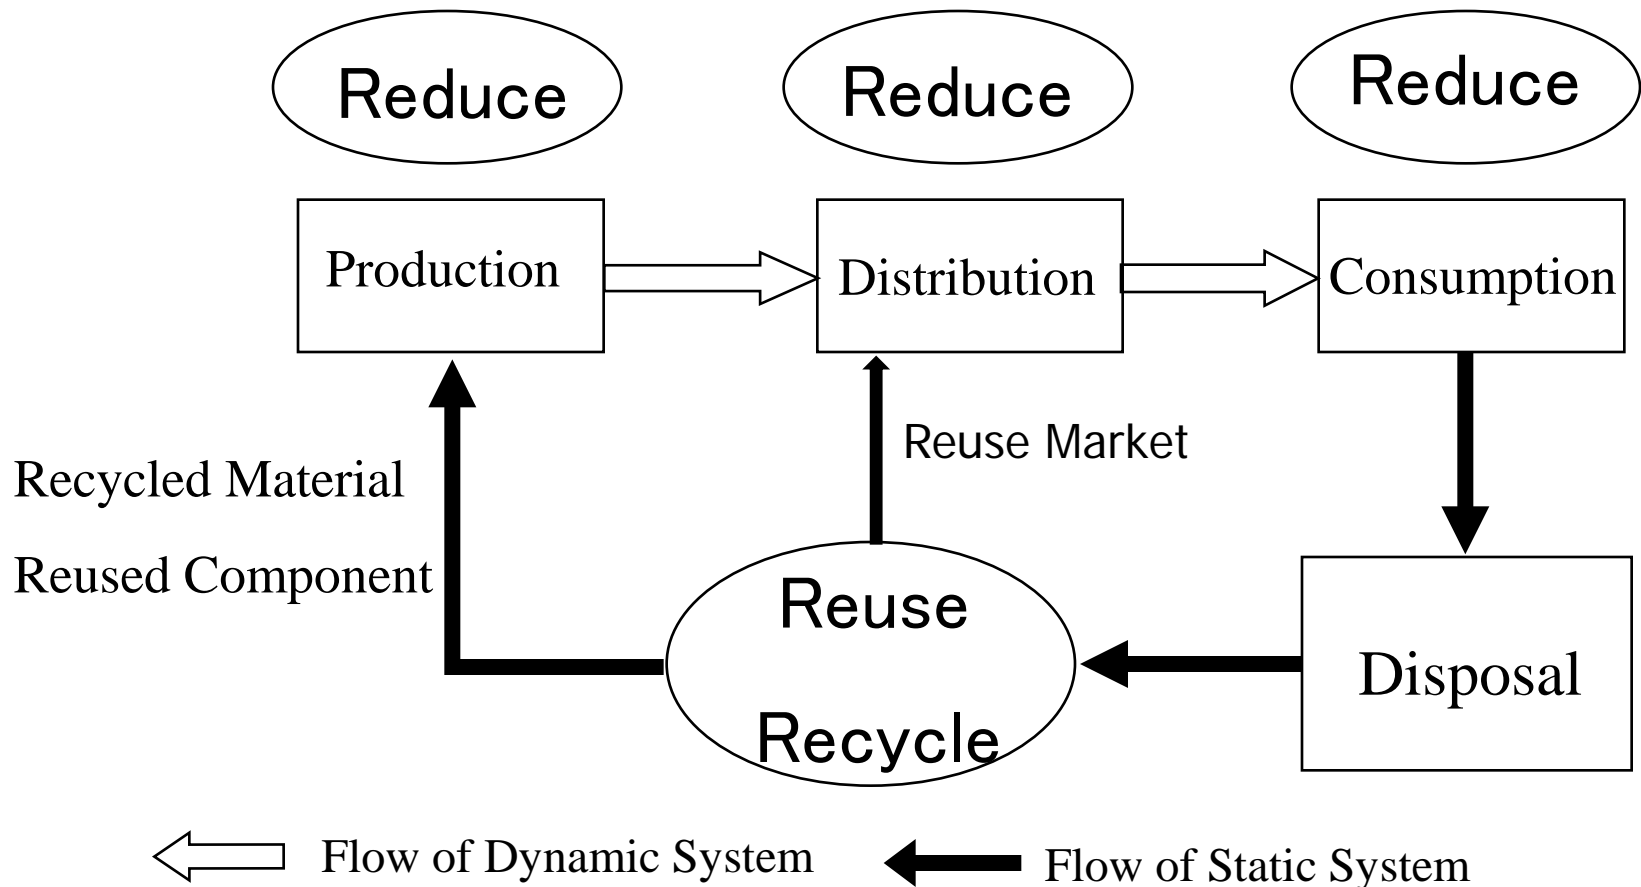 Reduce
Reduce
Reduce
Production
Distribution
Consumption
Reuse Market
Recycled Material
Reused Component
Reuse
Recycle
Disposal
Flow of Dynamic System
Flow of Static System